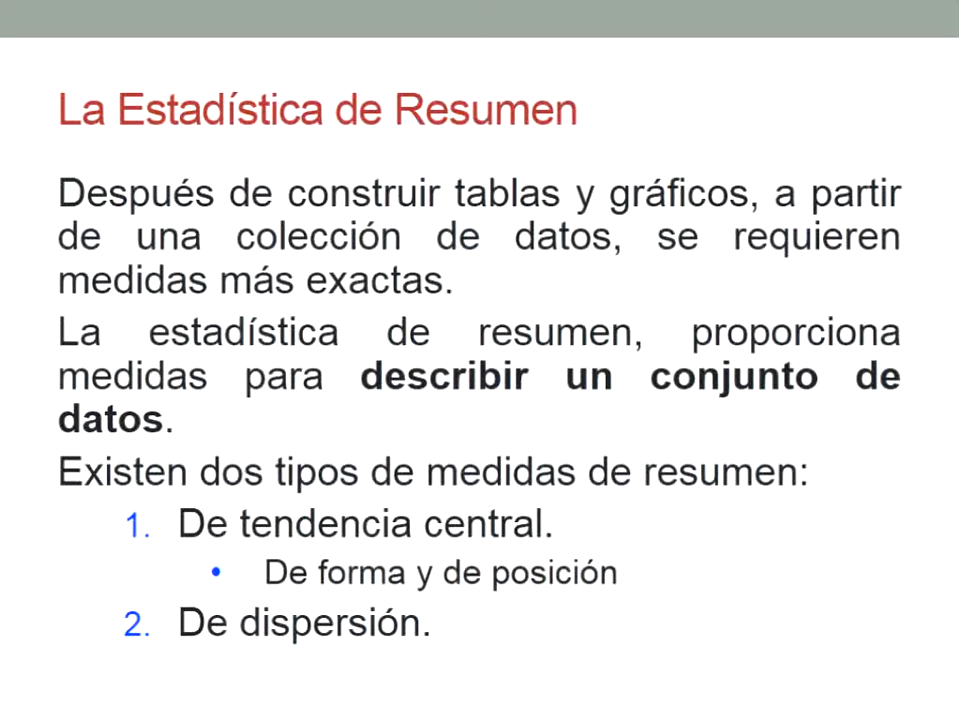 La Estadística de Resumen
Después de construir tablas y gráficos, a partir
de una colección de datos, se requieren
medidas más exactas.
La estadística de resumen, proporciona
medidas para describir un conjunto de
datos.
Existen dos tipos de medidas de resumen:
1. De tendencia central.
• De forma y de posición
2. De dispersión.